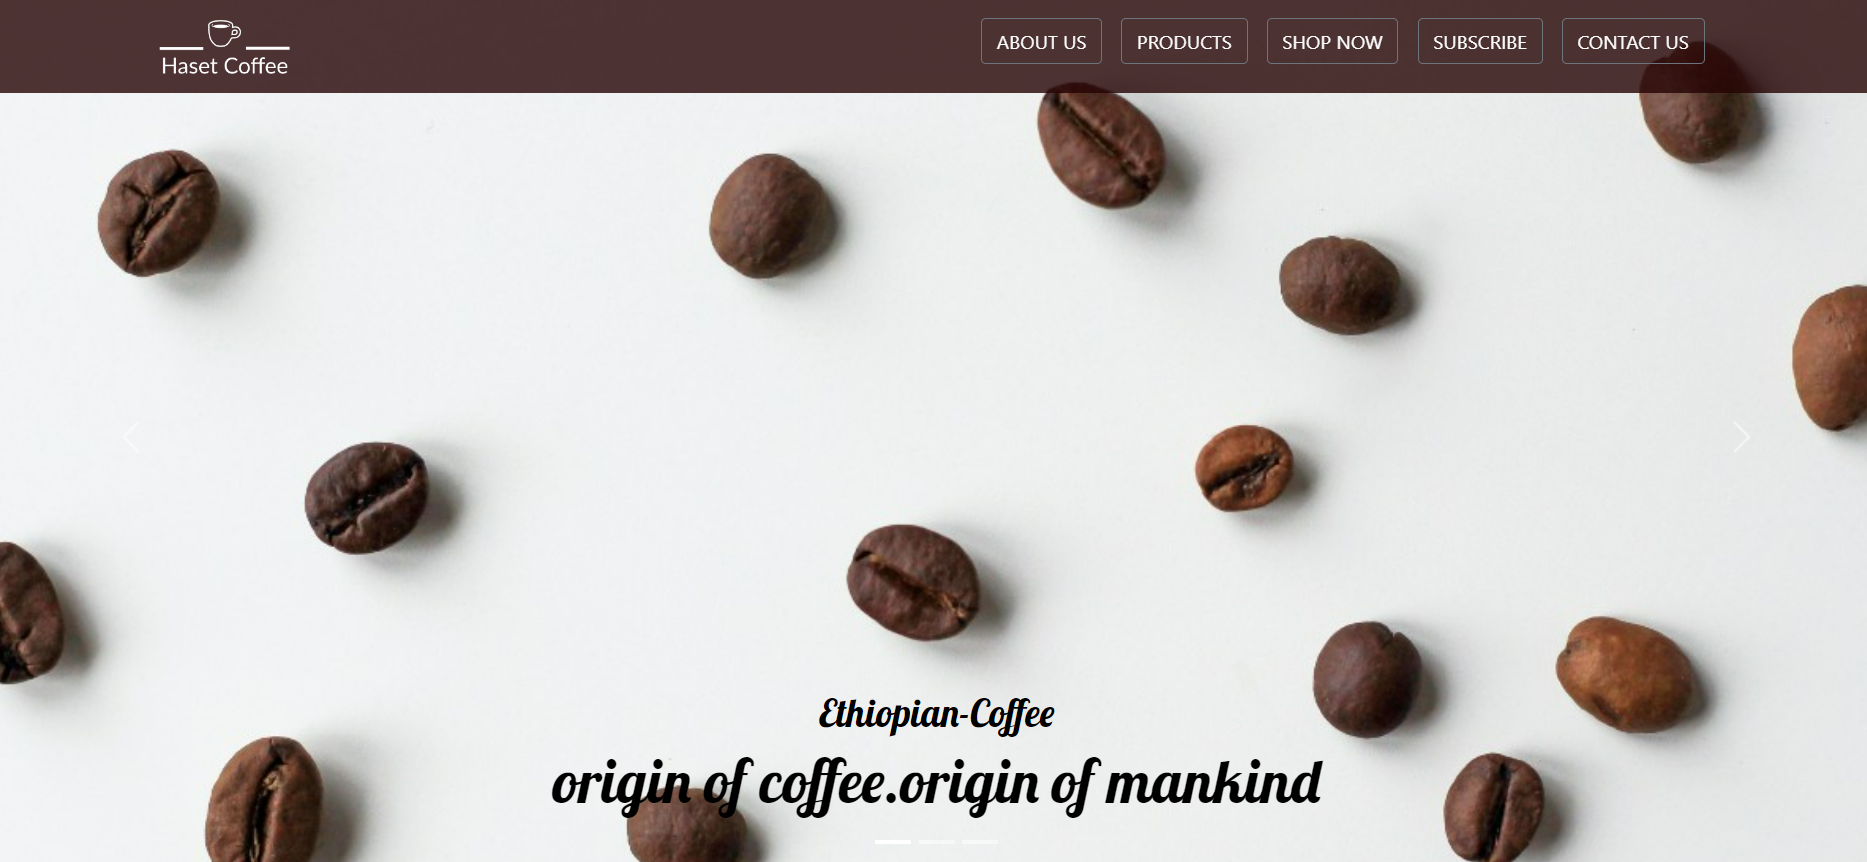 Haset Coffee
ABOUT US
PRODUCTS
SHOP NOW
SUBSCRIBE
CONTACT US
Ethiopian-Coffee
origin of coffee.origin of mankind